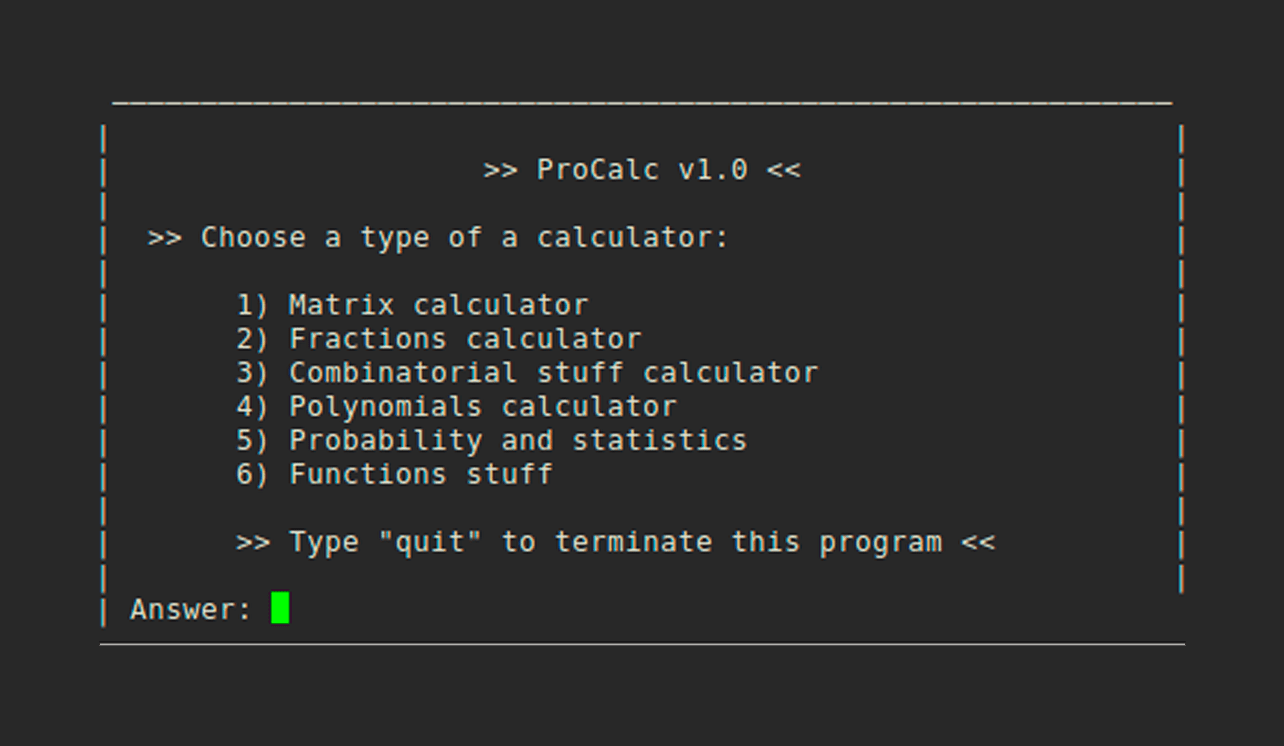 >> ProCalc v1.0 <<
>> Choose a type of a calculator:
1) Matrix calculator
2) Fractions calculator
3) Combinatorial stuff calculator
4) Polynomials calculator
5) Probability and statistics
6) Functions stuff
>> Type "quit" to terminate this program <<
Answer: